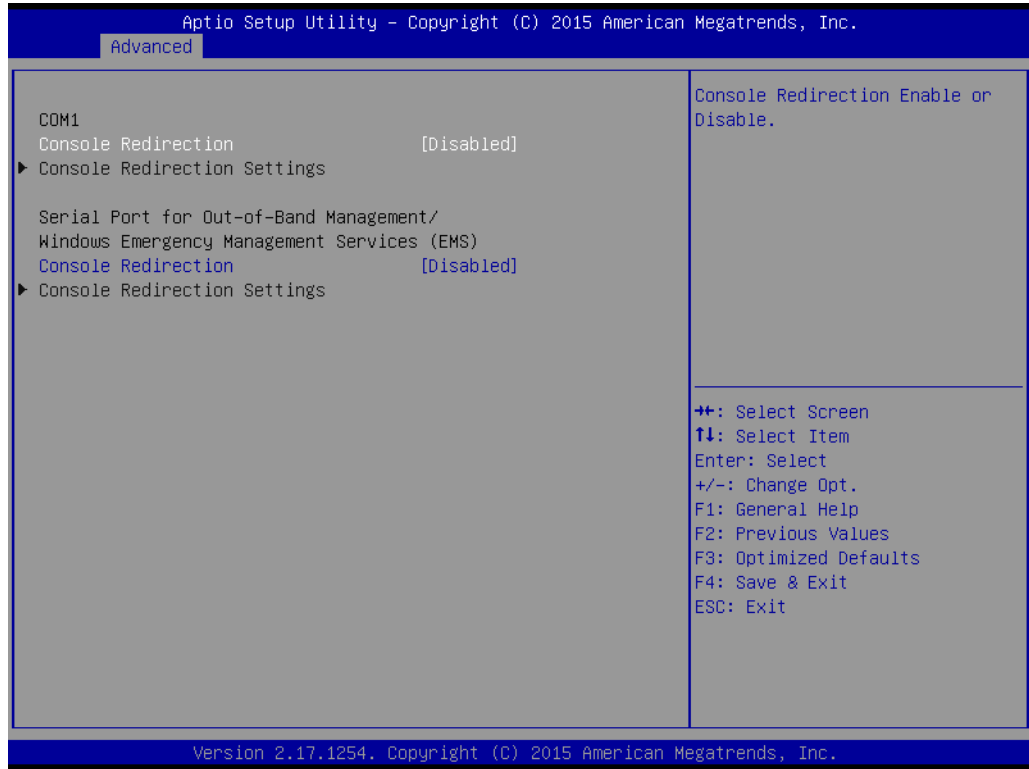 Aptio Setup Utility – Copyright (C) 2015 American Megatrends, Inc.
Advanced
COM1
Console Redirection [Disabled]
▶ Console Redirection Settings
Serial Port for Out-of-Band Management/
Windows Emergency Management Services (EMS)
Console Redirection [Disabled]
▶ Console Redirection Settings
Console Redirection Enable or
Disable.
→←: Select Screen
↑↓: Select Item
Enter: Select
+/-: Change Opt.
F1: General Help
F2: Previous Values
F3: Optimized Defaults
F4: Save & Exit
ESC: Exit
Version 2.17.1254. Copyright (C) 2015 American Megatrends, Inc.